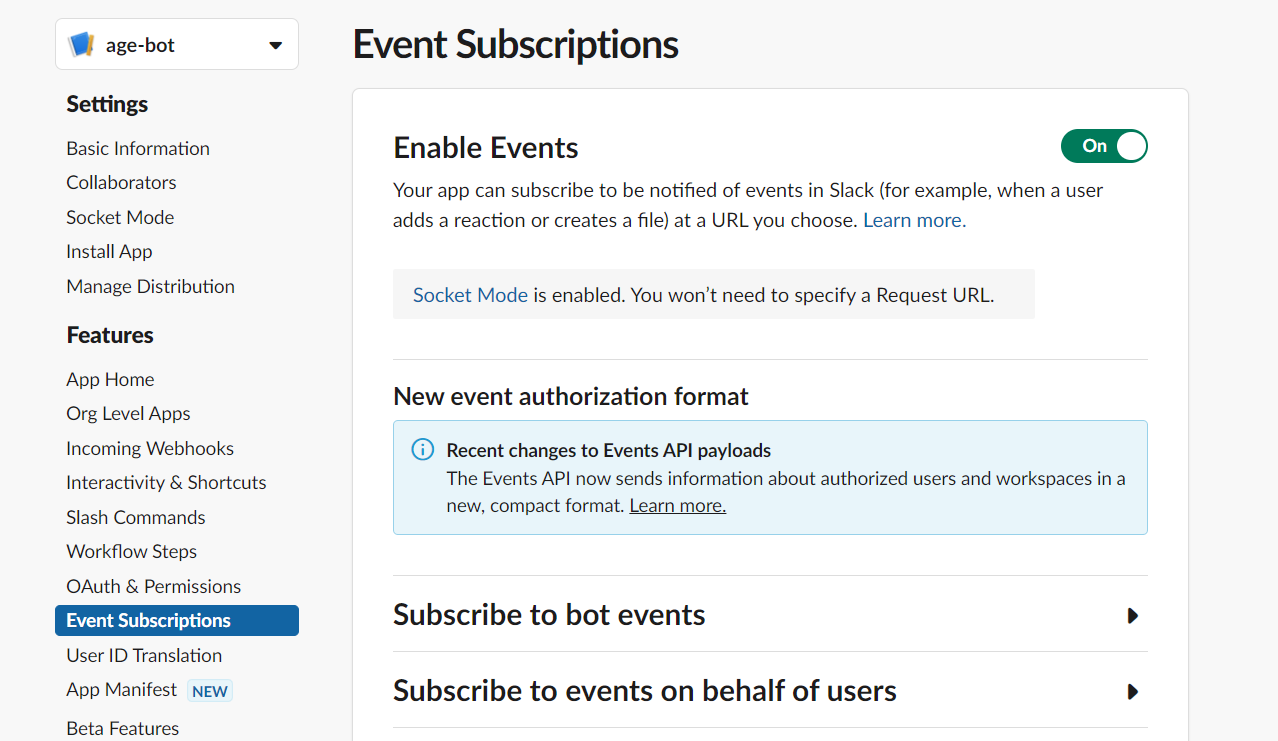 age-bot
Settings
Basic Information
Collaborators
Socket Mode
Install App
Manage Distribution
Features
App Home
Org Level Apps
Incoming Webhooks
Interactivity & Shortcuts
Slash Commands
Workflow Steps
OAuth & Permissions
Event Subscriptions
User ID Translation
App Manifest NEW
Beta Features
Event Subscriptions
Enable Events
On
Your app can subscribe to be notified of events in Slack (for example, when a user
adds a reaction or creates a file) at a URL you choose. Learn more.
Socket Mode is enabled. You won’t need to specify a Request URL.
New event authorization format
Recent changes to Events API payloads
The Events API now sends information about authorized users and workspaces in a
new, compact format. Learn more.
Subscribe to bot events
Subscribe to events on behalf of users